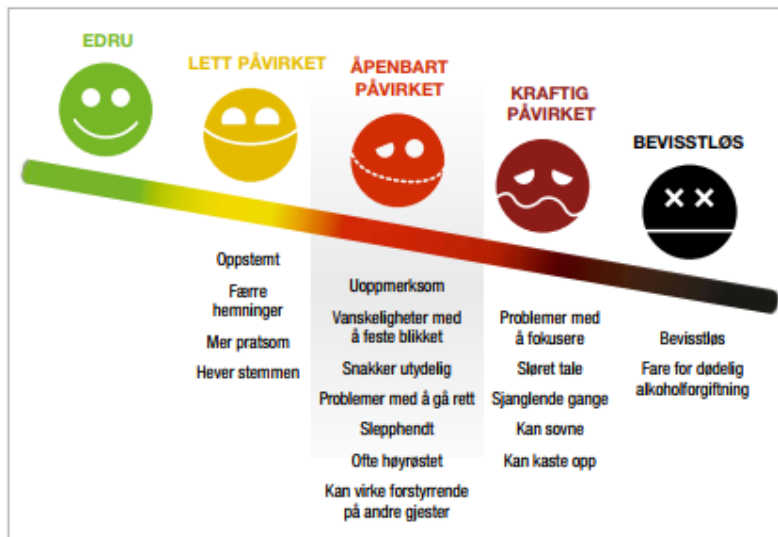 EDRU
LETT PÅVIRKET
ÅPENBART
PÅVIRKET
KRAFTIG
PÅVIRKET
BEVISSTLØS
Oppstemt
Færre
hemninger
Mer pratsom
Hever stemmen
Uoppmerksom
Vanskeligheter med
å feste blikket
Snakker utydelig
Problemer med å gå rett
Slepphendt
Ofte høyrøstet
Kan virke forstyrrende
på andre gjester
Problemer med
å fokusere
Sløret tale
Sjanglende gange
Kan sovne
Kan kaste opp
Bevisstløs
Fare for dødelig
alkoholforgiftning